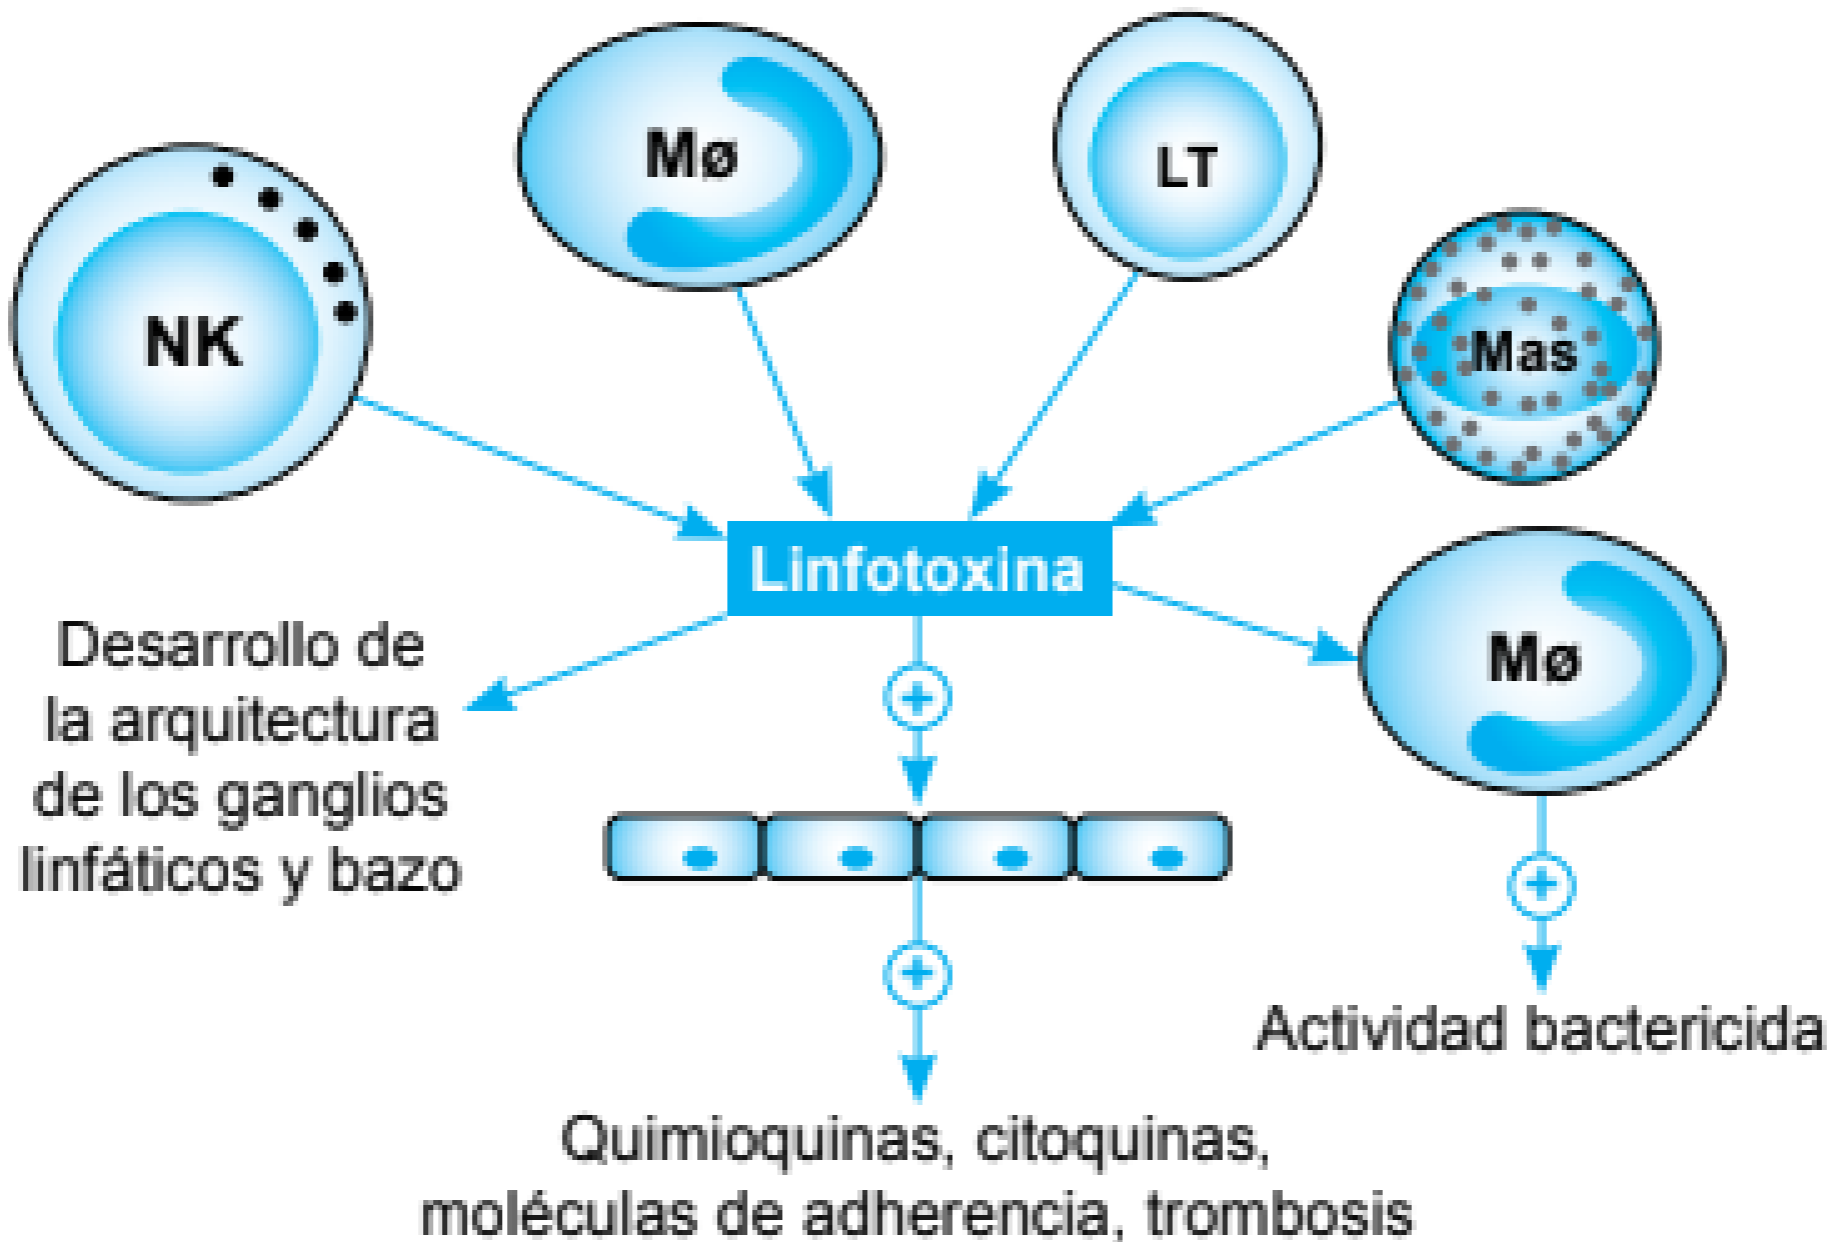 NK
Mø
LT
Mas
Linfotoxina
Desarrollo de
la arquitectura
de los ganglios
linfáticos y bazo
+
Mø
+
+
Actividad bactericida
Quimioquinas, citoquinas,
moléculas de adherencia, trombosis